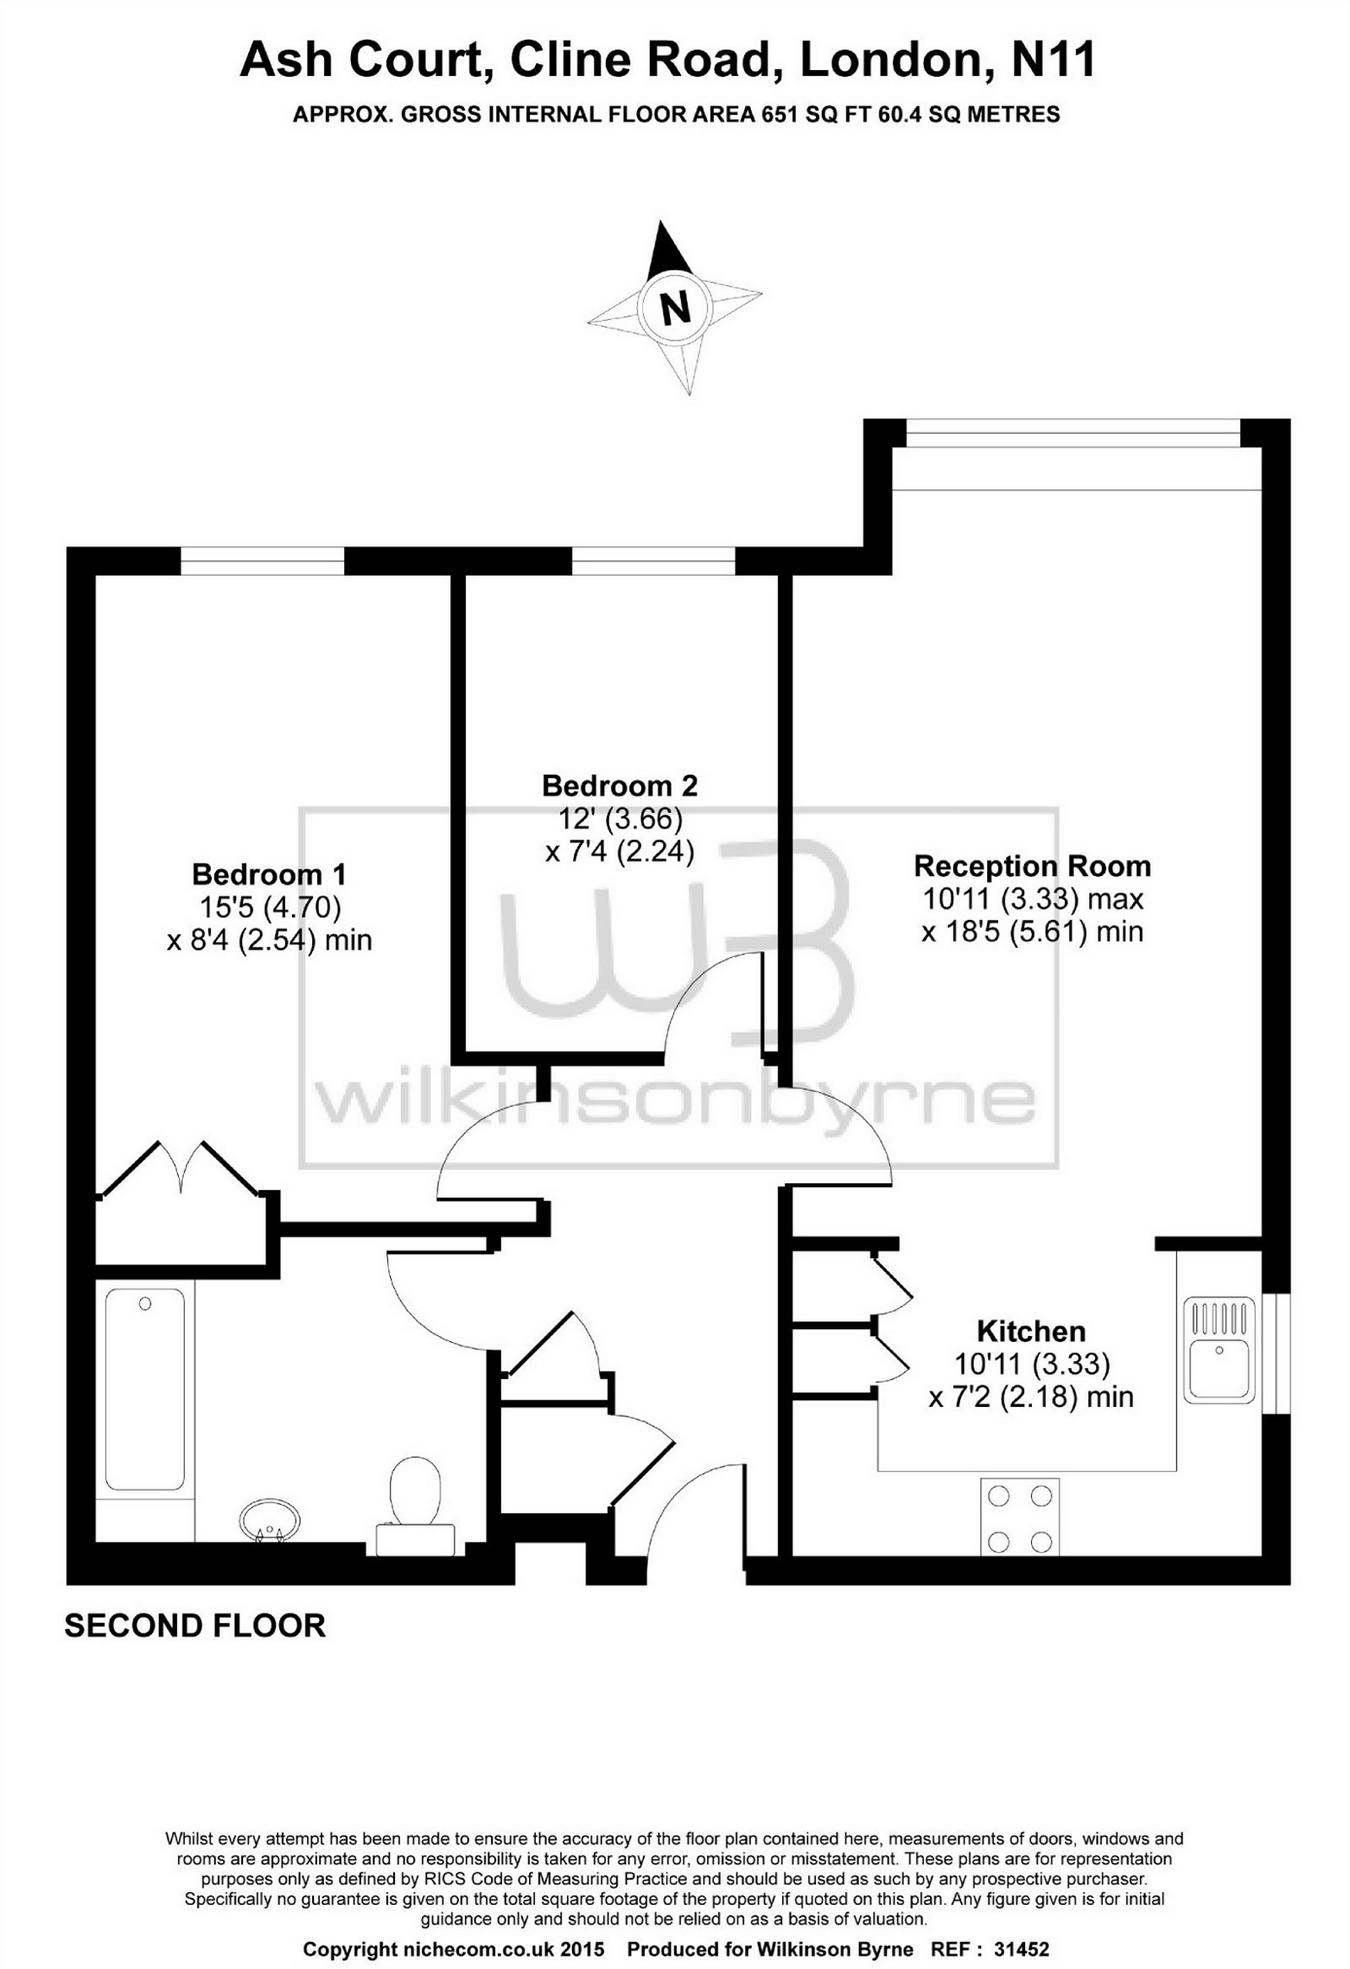 Ash Court, Cline Road, London, N11
APPROX. GROSS INTERNAL FLOOR AREA 651 SQ FT 60.4 SQ METRES
N
Bedroom 2
12' (3.66)
x 7'4 (2.24)
Reception Room
10'11 (3.33) max
x 18'5 (5.61) min
Bedroom 1
15'5 (4.70)
x 8'4 (2.54) min
wilkinsonbyrne
Kitchen
10'11 (3.33)
x 7'2 (2.18) min
SECOND FLOOR
Whilst every attempt has been made to ensure the accuracy of the floor plan contained here, measurements of doors, windows and
rooms are approximate and no responsibility is taken for any error, omission or misstatement. These plans are for representation
purposes only as defined by RICS Code of Measuring Practice and should be used as such by any prospective purchaser.
Specifically no guarantee is given on the total square footage of the property if quoted on this plan. Any figure given is for initial
guidance only and should not be relied on as a basis of valuation.
Copyright nichecom.co.uk 2015 Produced for Wilkinson Byrne REF : 31452